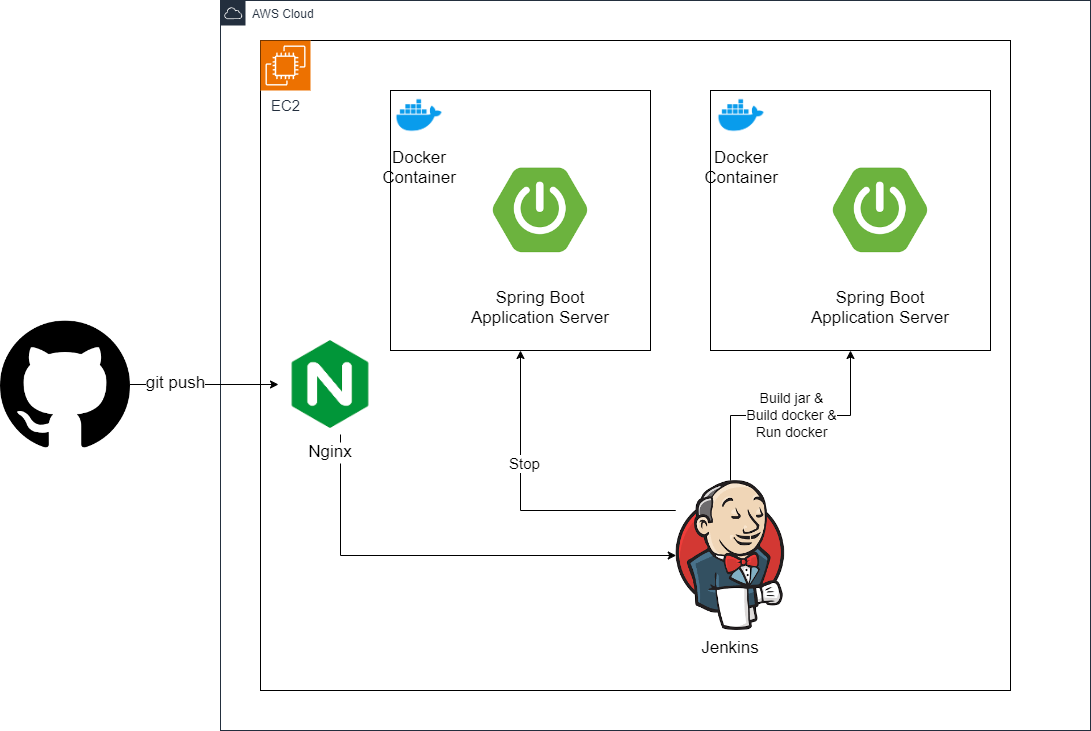 AWS Cloud
EC2
Docker
Container
Spring Boot
Application Server
Docker
Container
Spring Boot
Application Server
git push
N
Nginx
Build jar &
Build docker &
Run docker
Stop
Jenkins